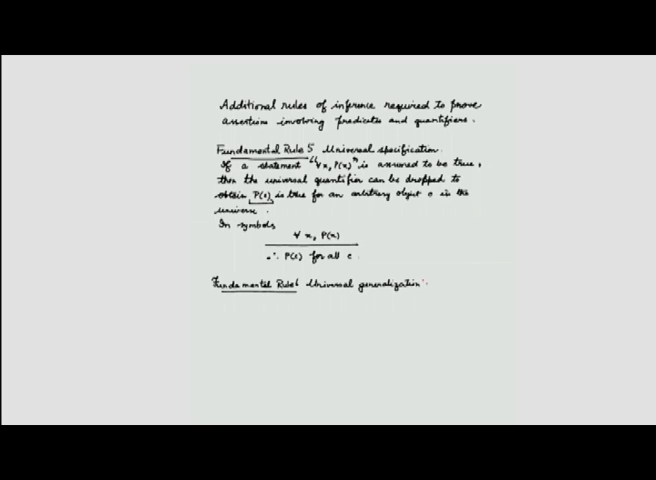 Additional rules of inference required to prove
assertions involving predicates and quantifiers.
Fundamental Rule 5 Universal specification.
If a statement "∀x, P(x)" is assumed to be true,
then the universal quantifier can be dropped to
obtain P(c) is true for an arbitrary object c in the
universe.
In symbols
∀ x, P(x)
∴ P(c) for all c.
Fundamental Rule 6 Universal generalization.